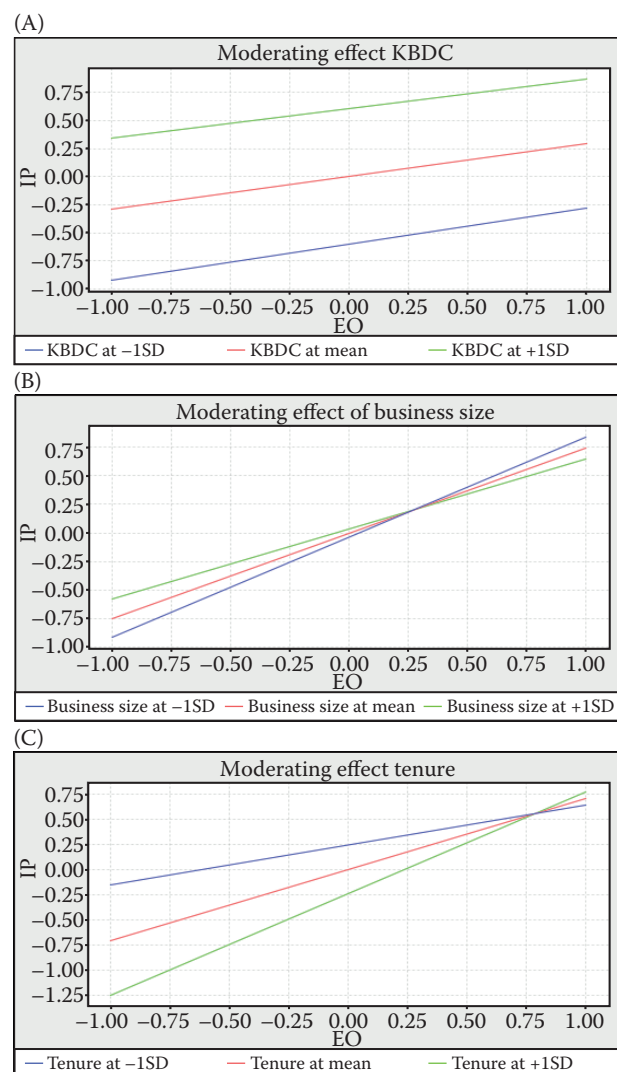 (A)
Moderating effect KBDC
0.75
0.50
0.25
0.00
−0.25
−0.50
−0.75
−1.00
IP
−1.00 −0.75 −0.50 −0.25 0.00 0.25 0.50 0.75 1.00
EO
KBDC at −1SD KBDC at mean KBDC at +1SD
(B)
Moderating effect of business size
0.75
0.50
0.25
0.00
−0.25
−0.50
−0.75
−1.00
IP
−1.00 −0.75 −0.50 −0.25 0.00 0.25 0.50 0.75 1.00
EO
Business size at −1SD Business size at mean Business size at +1SD
(C)
Moderating effect tenure
0.75
0.50
0.25
0.00
−0.25
−0.50
−0.75
−1.00
−1.25
IP
−1.00 −0.75 −0.50 −0.25 0.00 0.25 0.50 0.75 1.00
EO
Tenure at −1SD Tenure at mean Tenure at +1SD